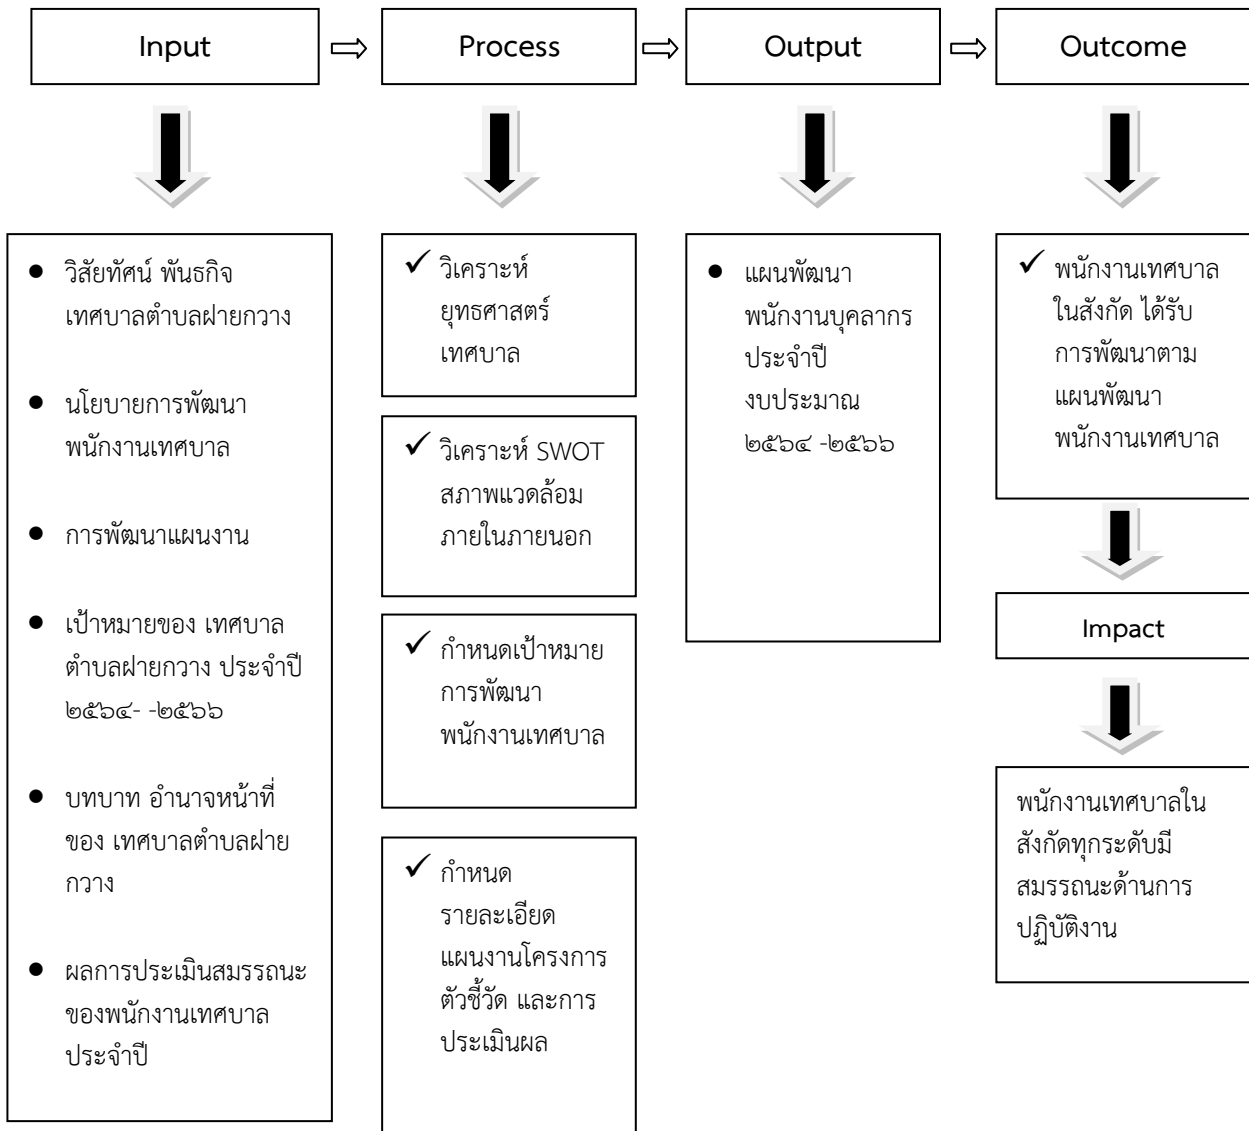 Input
Process
Output
Outcome
● วิสัยทัศน์ พันธกิจ
เทศบาลตำบลฝายกวาง
● นโยบายการพัฒนา
พนักงานเทศบาล
● การพัฒนาแผนงาน
● เป้าหมายของ เทศบาล
ตำบลฝายกวาง ประจำปี
๒๕๖๔- -๒๕๖๖
● บทบาท อำนาจหน้าที่
ของ เทศบาลตำบลฝาย
กวาง
● ผลการประเมินสมรรถนะ
ของพนักงานเทศบาล
ประจำปี
✓ วิเคราะห์
ยุทธศาสตร์
เทศบาล
✓ วิเคราะห์ SWOT
สภาพแวดล้อม
ภายในภายนอก
✓ กำหนดเป้าหมาย
การพัฒนา
พนักงานเทศบาล
✓ กำหนด
รายละเอียด
แผนงานโครงการ
ตัวชี้วัด และการ
ประเมินผล
● แผนพัฒนา
พนักงานบุคลากร
ประจำปี
งบประมาณ
๒๕๖๔ -๒๕๖๖
✓ พนักงานเทศบาล
ในสังกัด ได้รับ
การพัฒนาตาม
แผนพัฒนา
พนักงานเทศบาล
Impact
พนักงานเทศบาลใน
สังกัดทุกระดับมี
สมรรถนะด้านการ
ปฏิบัติงาน